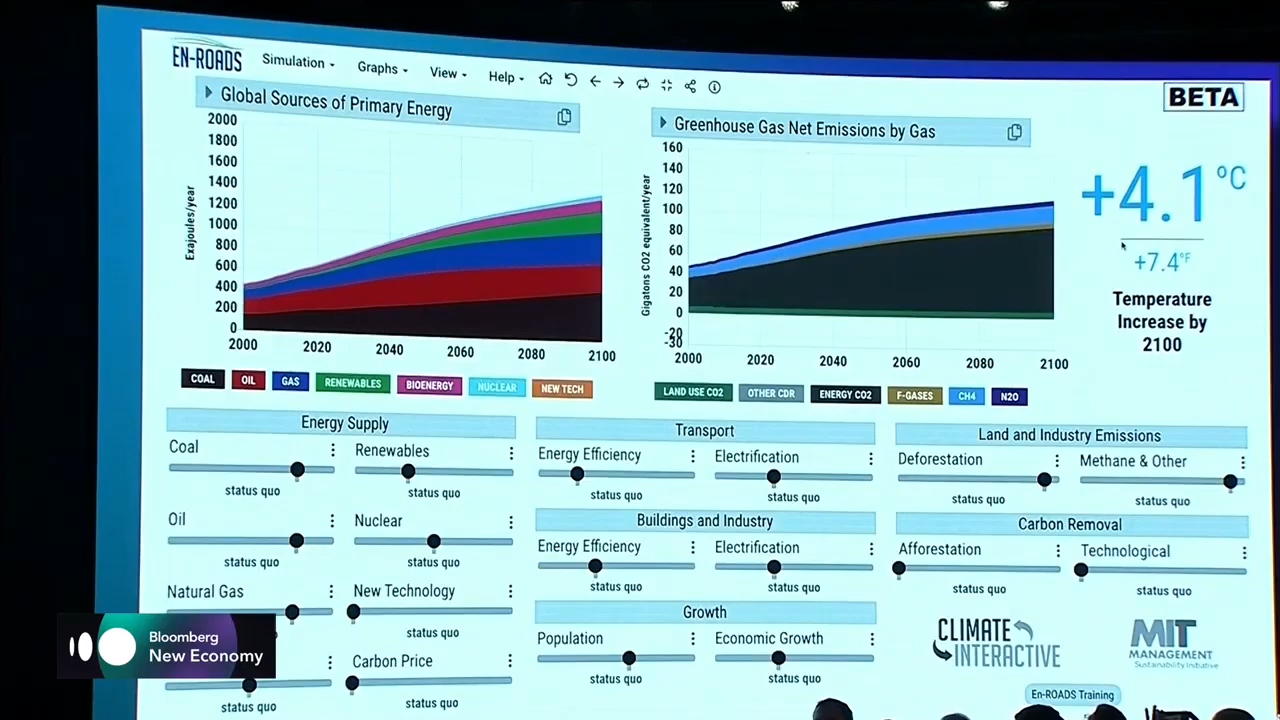 EN-ROADS
Simulation
Graphs
View
Help
BETA
Global Sources of Primary Energy
2000
1800
1600
1400
1200
1000
800
600
400
200
0
Exajoules/year
2000 2020 2040 2060 2080 2100
COAL OIL GAS RENEWABLES BIOENERGY NUCLEAR NEW TECH
Greenhouse Gas Net Emissions by Gas
160
140
120
100
80
60
40
20
0
-20
-30
Gigatons CO2 equivalent/year
2000 2020 2040 2060 2080 2100
LAND USE CO2 OTHER CDR ENERGY CO2 F-GASES CH4 N2O
+4.1°C
+7.4°F
Temperature
Increase by
2100
Energy Supply
Coal
status quo
Renewables
status quo
Oil
status quo
Nuclear
status quo
Natural Gas
New Technology
status quo
status quo
Carbon Price
status quo
Transport
Energy Efficiency
status quo
Electrification
status quo
Buildings and Industry
Energy Efficiency
status quo
Electrification
status quo
Growth
Population
status quo
Economic Growth
status quo
Land and Industry Emissions
Deforestation
status quo
Methane & Other
status quo
Carbon Removal
Afforestation
status quo
Technological
status quo
CLIMATE
INTERACTIVE
MIT
MANAGEMENT
Sustainability Initiative
En-ROADS Training
Bloomberg
New Economy